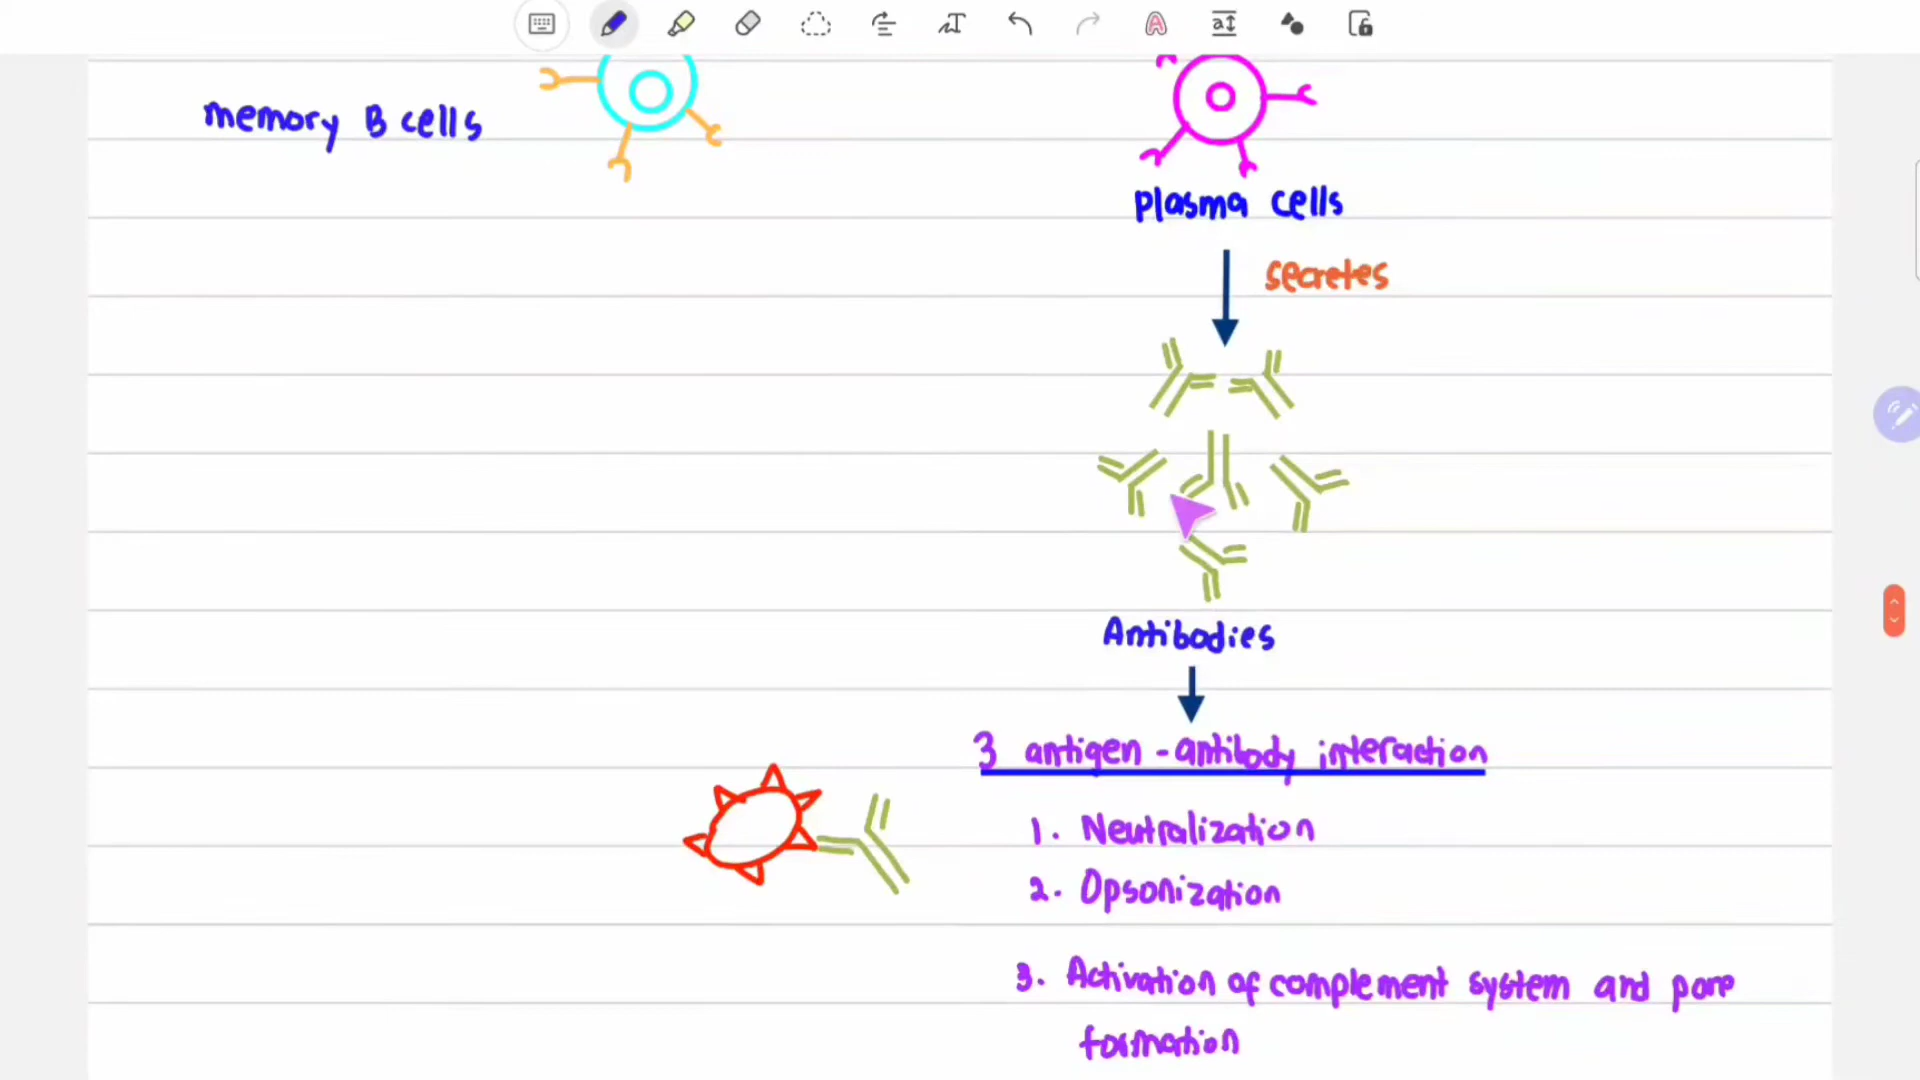 memory B cells
plasma cells
secretes
Antibodies
3 antigen - antibody interaction
1. Neutralization
2. Opsonization
3. Activation of complement system and pore
formation